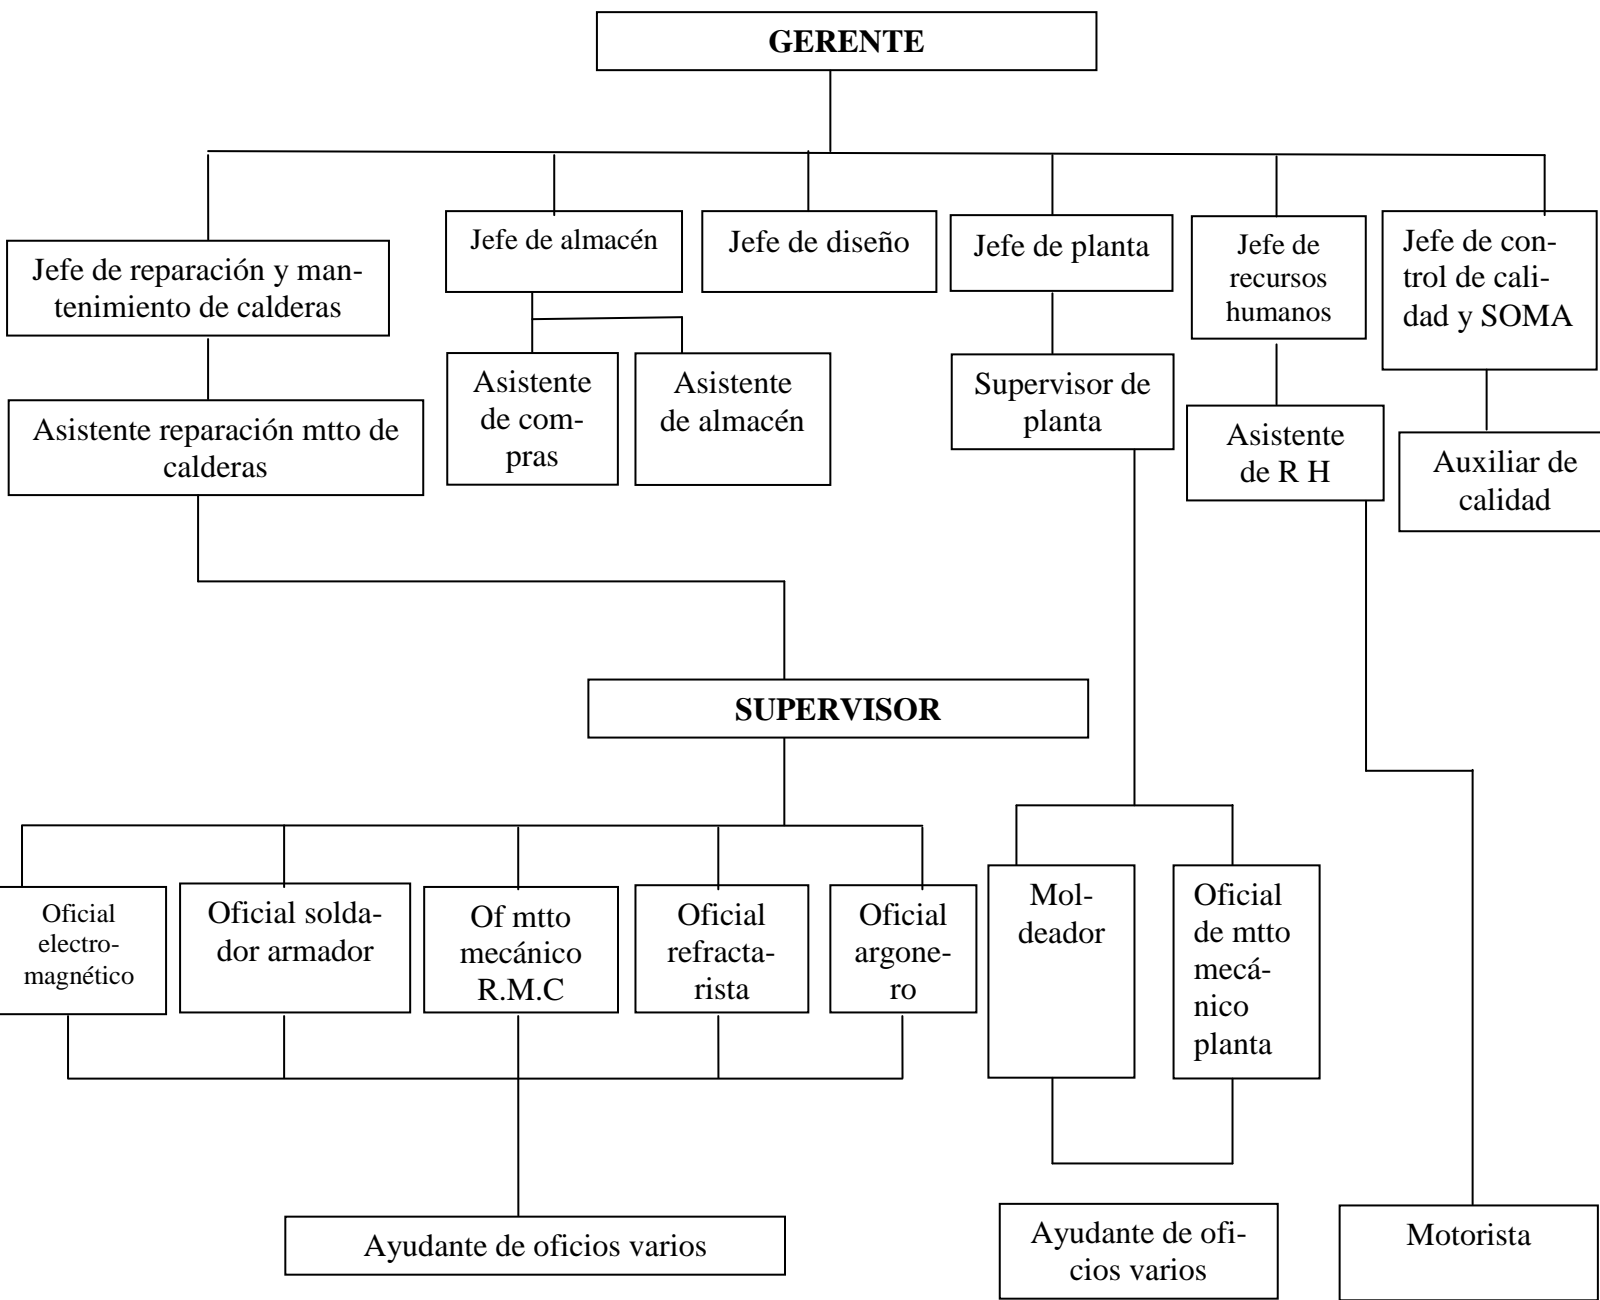 GERENTE
Jefe de reparación y man-
tenimiento de calderas
Jefe de almacén
Jefe de diseño
Jefe de planta
Jefe de
recursos
humanos
Jefe de con-
trol de cali-
dad y SOMA
Asistente reparación mtto de
calderas
Asistente
de com-
pras
Asistente
de almacén
Supervisor de
planta
Asistente
de R H
Auxiliar de
calidad
SUPERVISOR
Oficial
electro-
magnético
Oficial solda-
dor armador
Of mtto
mecánico
R.M.C
Oficial
refracta-
rista
Oficial
argone-
ro
Mol-
deador
Oficial
de mtto
mecá-
nico
planta
Ayudante de oficios varios
Ayudante de ofi-
cios varios
Motorista